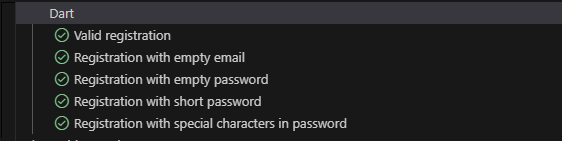 Dart
Valid registration
Registration with empty email
Registration with empty password
Registration with short password
Registration with special characters in password